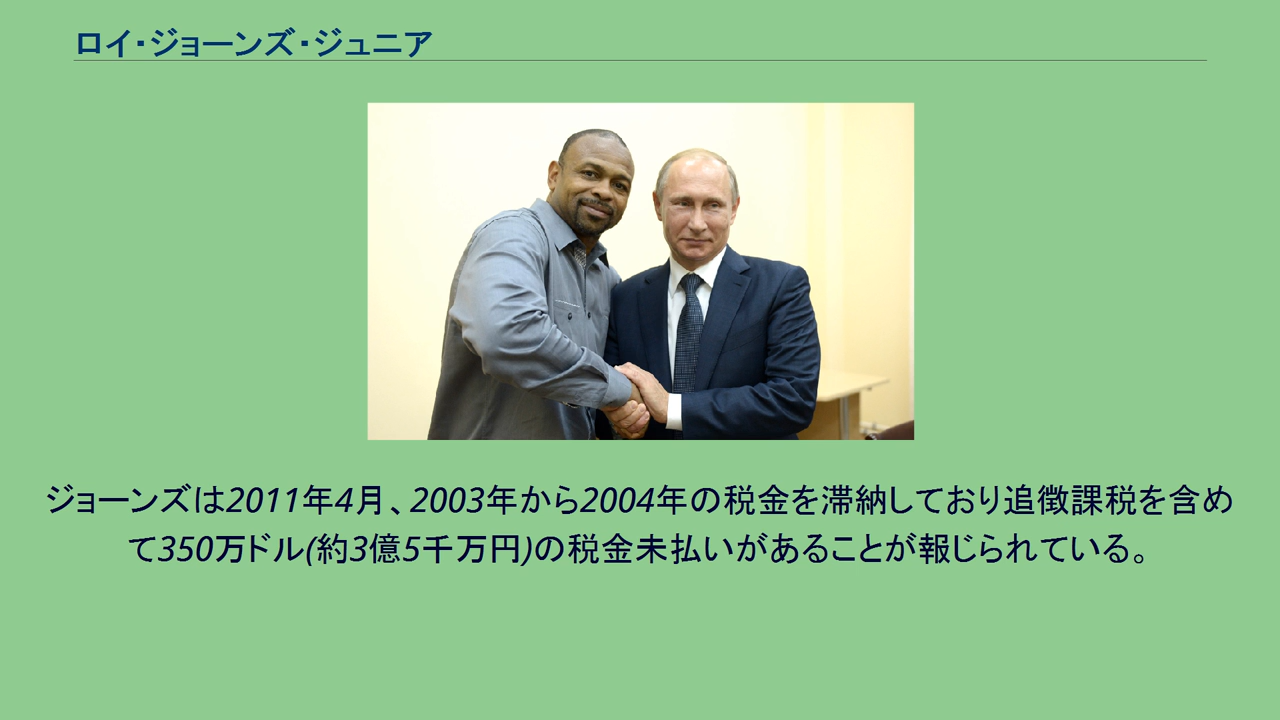 ロイ・ジョーンズ・ジュニア
ジョーンズは2011年4月、2003年から2004年の税金を滞納しており追徴課税を含め
て350万ドル(約3億5千万円)の税金未払いがあることが報じられている。